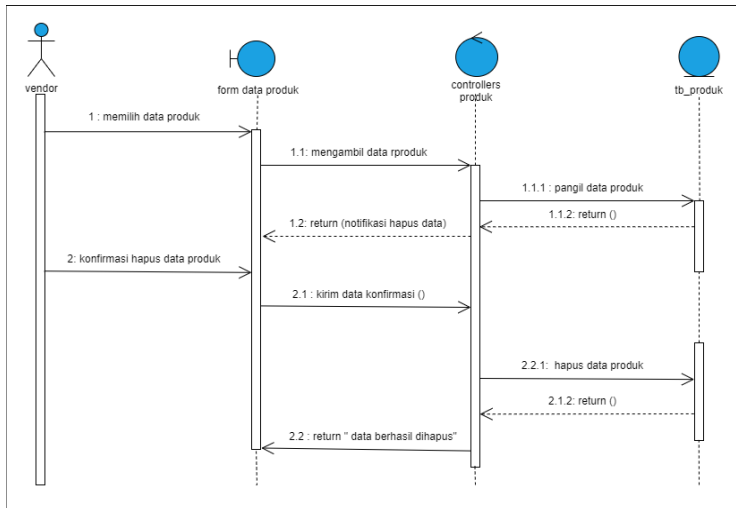 vendor
form data produk
controllers
produk
tb_produk
1 : memilih data produk
1.1: mengambil data rproduk
1.1.1 : pangil data produk
1.1.2: return ()
1.2: return (notifikasi hapus data)
2: konfirmasi hapus data produk
2.1 : kirim data konfirmasi ()
2.2.1: hapus data produk
2.1.2: return ()
2.2 : return " data berhasil dihapus"